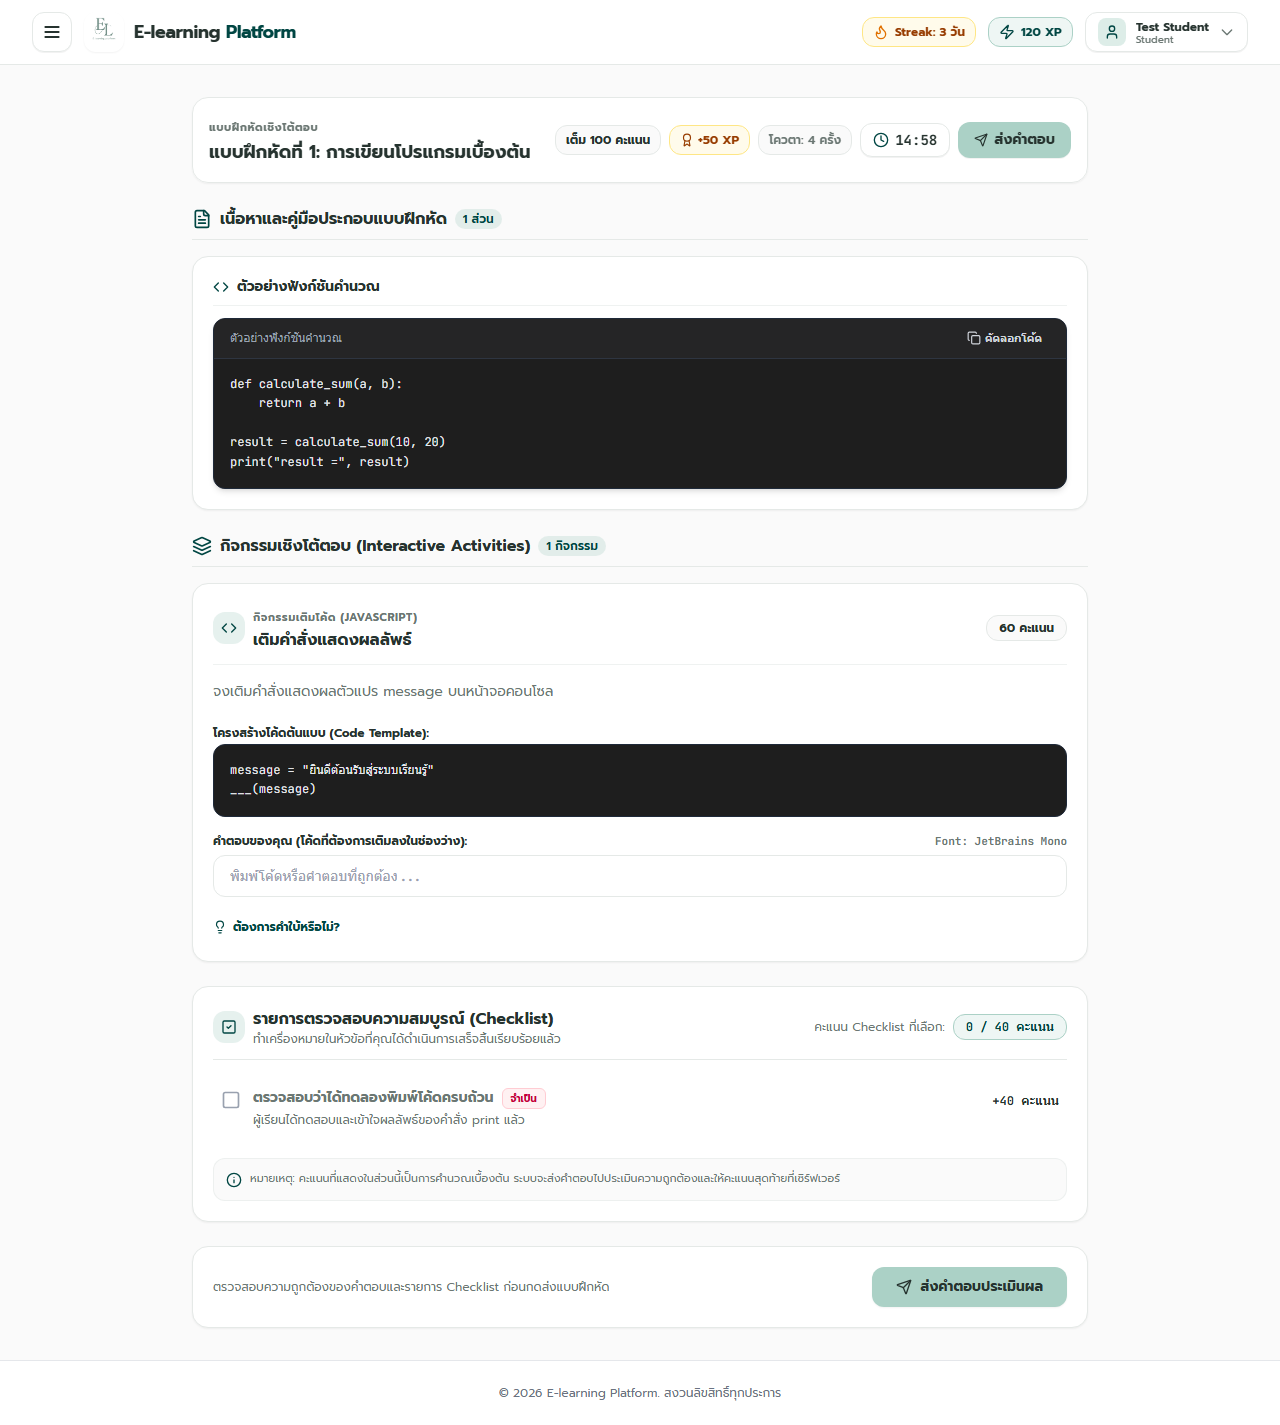 EL
E-learning Platform
Streak: 3 วัน
120 XP
Test Student
Student
แบบฝึกหัดเชิงโต้ตอบ
แบบฝึกหัดที่ 1: การเขียนโปรแกรมเบื้องต้น
เต็ม 100 คะแนน
+50 XP
โควตา: 4 ครั้ง
14:58
ส่งคำตอบ
เนื้อหาและคู่มือประกอบแบบฝึกหัด
1 ส่วน
ตัวอย่างฟังก์ชันคำนวณ
ตัวอย่างฟังก์ชันคำนวณ
คัดลอกโค้ด
def calculate_sum(a, b):
    return a + b
result = calculate_sum(10, 20)
print("result =", result)
กิจกรรมเชิงโต้ตอบ (Interactive Activities)
1 กิจกรรม
กิจกรรมเติมโค้ด (JAVASCRIPT)
เติมคำสั่งแสดงผลลัพธ์
60 คะแนน
จงเติมคำสั่งแสดงผลตัวแปร message บนหน้าจอคอนโซล
โครงสร้างโค้ดต้นแบบ (Code Template):
message = "ยินดีต้อนรับสู่ระบบเรียนรู้"
___(message)
คำตอบของคุณ (โค้ดที่ต้องการเติมลงในช่องว่าง):
Font: JetBrains Mono
พิมพ์โค้ดหรือคำตอบที่ถูกต้อง...
ต้องการคำใบ้หรือไม่?
รายการตรวจสอบความสมบูรณ์ (Checklist)
ทำเครื่องหมายในหัวข้อที่คุณได้ดำเนินการเสร็จสิ้นเรียบร้อยแล้ว
คะแนน Checklist ที่เลือก:
0 / 40 คะแนน
ตรวจสอบว่าได้ทดลองพิมพ์โค้ดครบถ้วน
จำเป็น
ผู้เรียนได้ทดสอบและเข้าใจผลลัพธ์ของคำสั่ง print แล้ว
+40 คะแนน
หมายเหตุ: คะแนนที่แสดงในส่วนนี้เป็นการคำนวณเบื้องต้น ระบบจะส่งคำตอบไปประเมินความถูกต้องและให้คะแนนสุดท้ายที่เซิร์ฟเวอร์
ตรวจสอบความถูกต้องของคำตอบและรายการ Checklist ก่อนกดส่งแบบฝึกหัด
ส่งคำตอบประเมินผล
© 2026 E-learning Platform. สงวนลิขสิทธิ์ทุกประการ